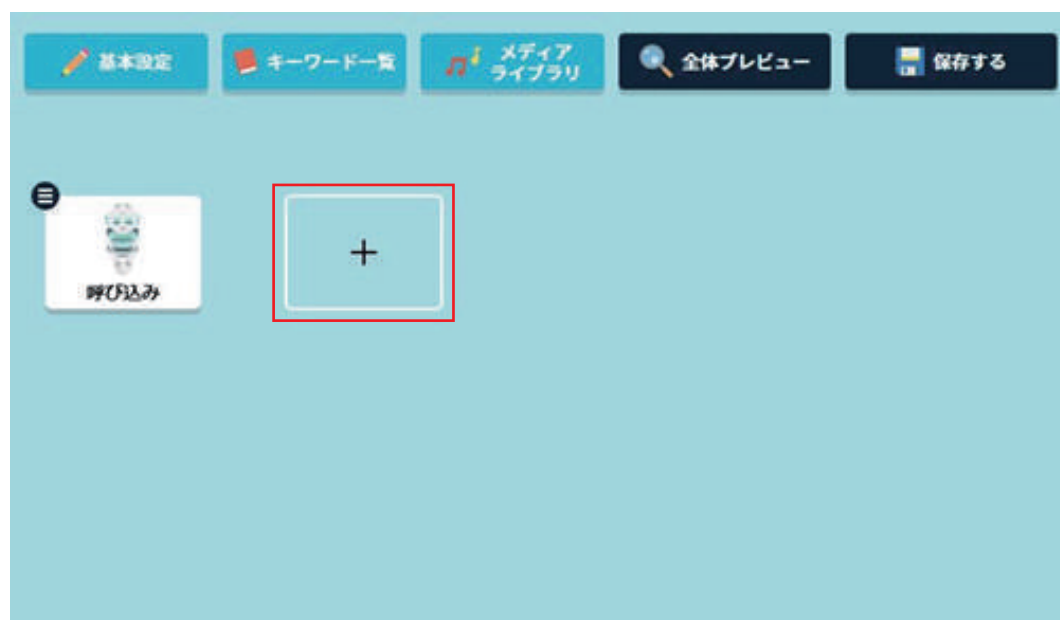 基本設定
キーワード一覧
メディア
ライブラリ
全体プレビュー
保存する
呼び込み
+